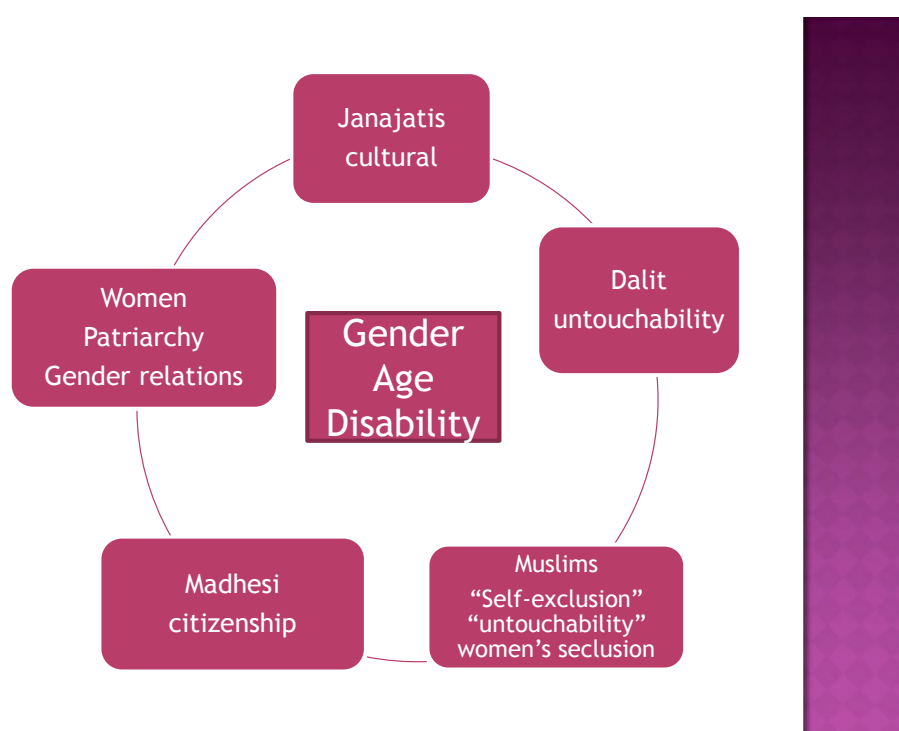 Janajatis
cultural
Dalit
untouchability
Muslims
“Self-exclusion”
“untouchability”
women’s seclusion
Madhesi
citizenship
Women
Patriarchy
Gender relations
Gender
Age
Disability